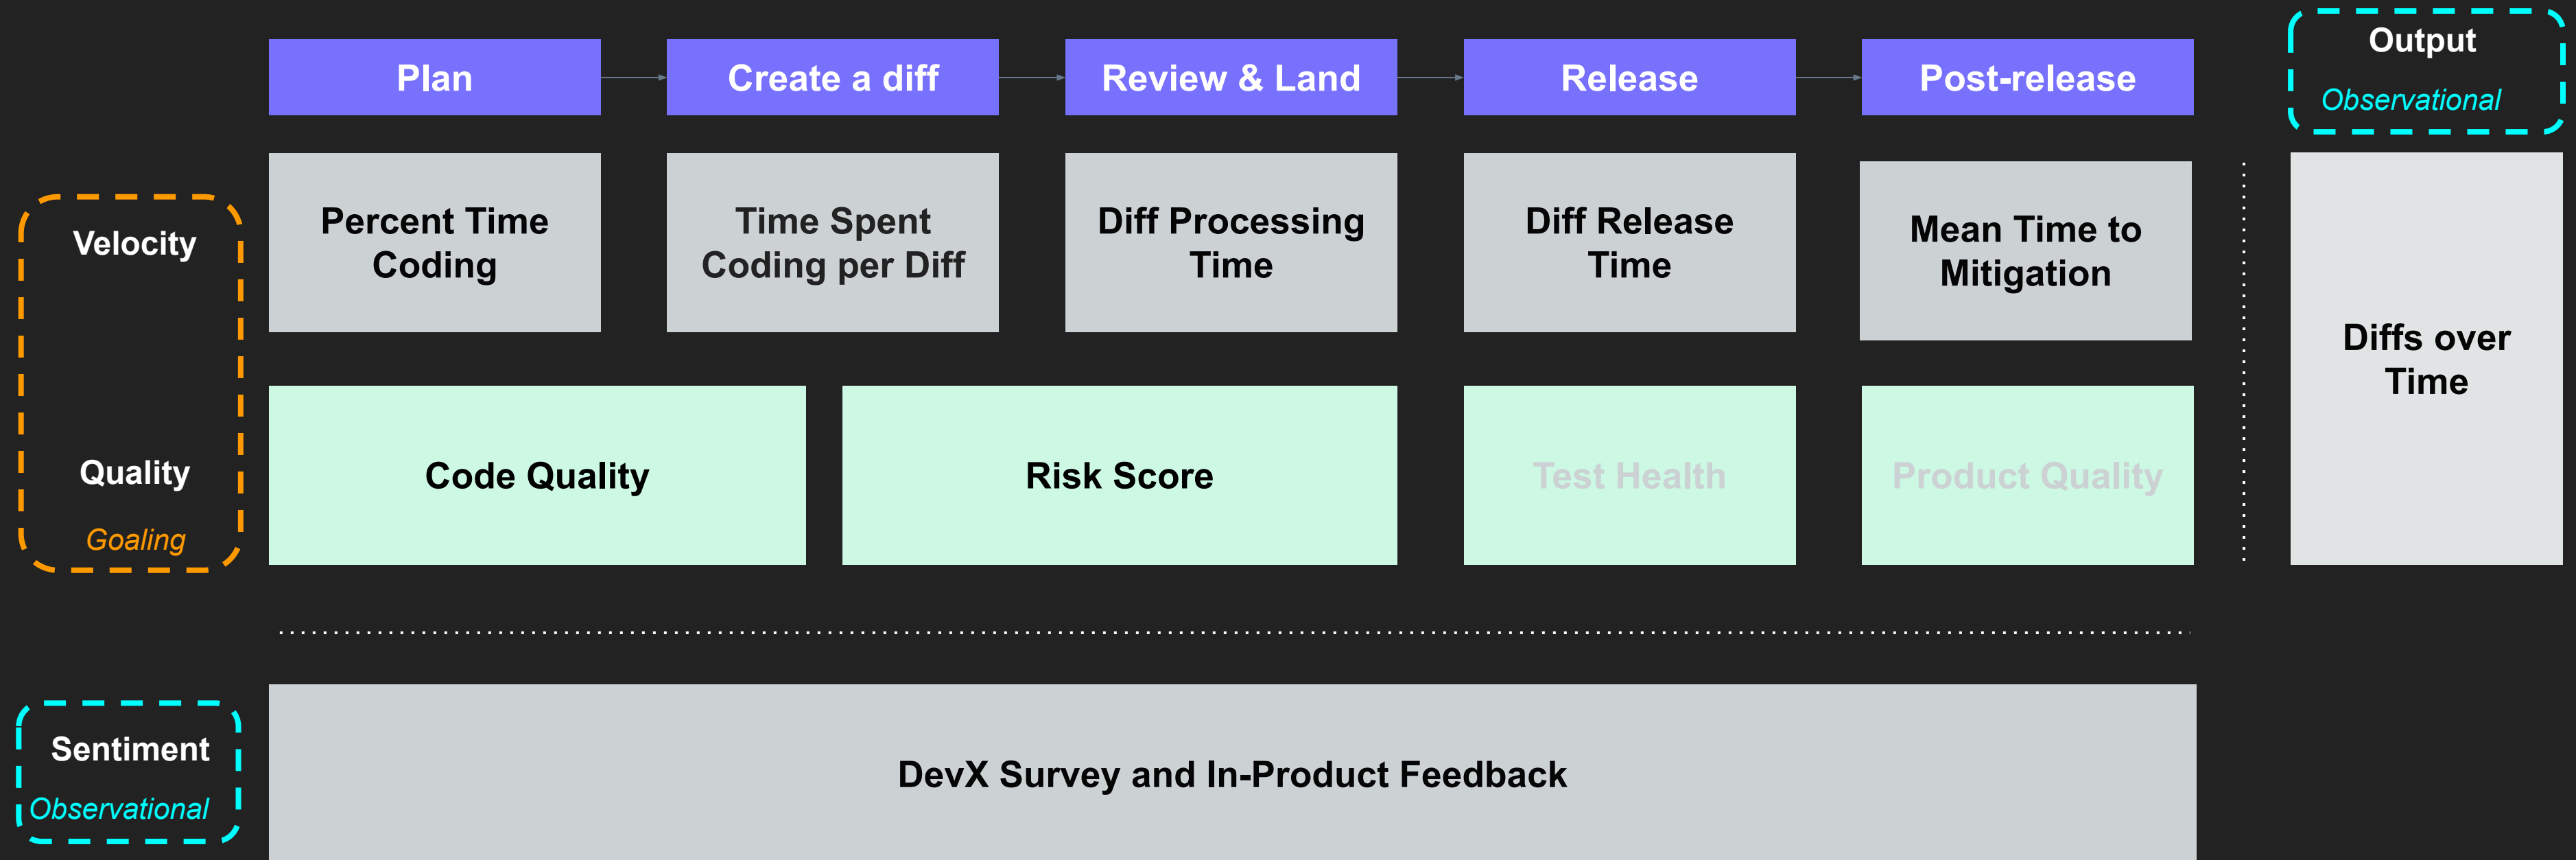 Plan
Create a diff
Review & Land
Release
Post-release
Output
Observational
Velocity
Percent Time
Coding
Time Spent
Coding per Diff
Diff Processing
Time
Diff Release
Time
Mean Time to
Mitigation
Diffs over
Time
Quality
Goaling
Code Quality
Risk Score
Test Health
Product Quality
Sentiment
Observational
DevX Survey and In-Product Feedback